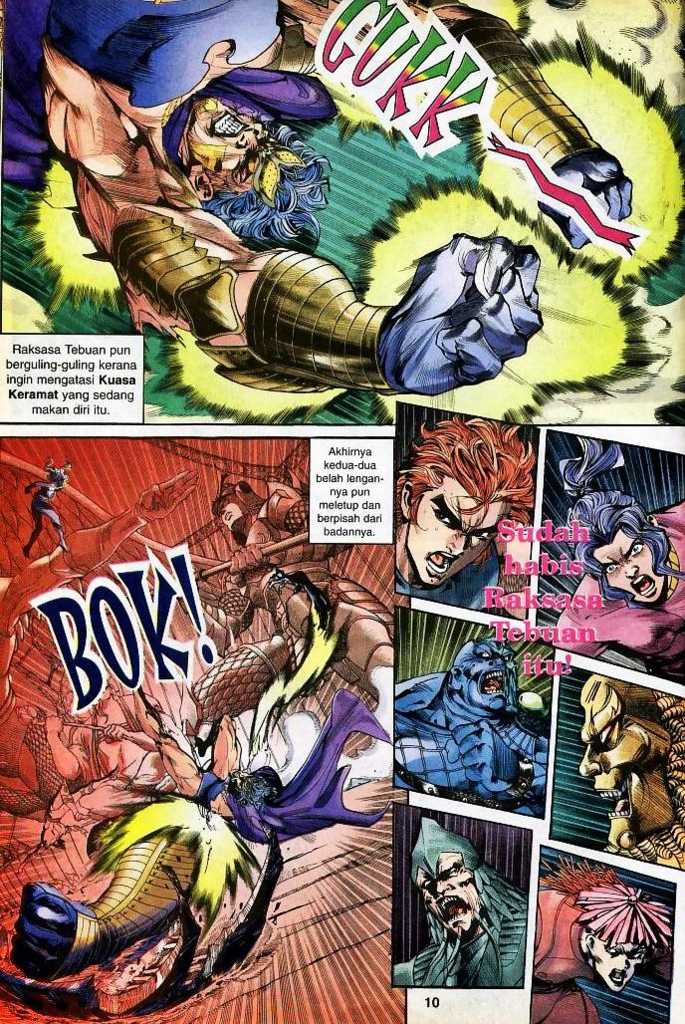 GUKK
Raksasa Tebuan pun
berguling-guling kerana
ingin mengatasi Kuasa
Keramat yang sedang
makan diri itu.
Akhirnya
kedua-dua
belah lengan-
nya pun
meletup dan
berpisah dari
badannya.
BOK!
Sudah
habis
Raksasa
Tebuan
itu!
10